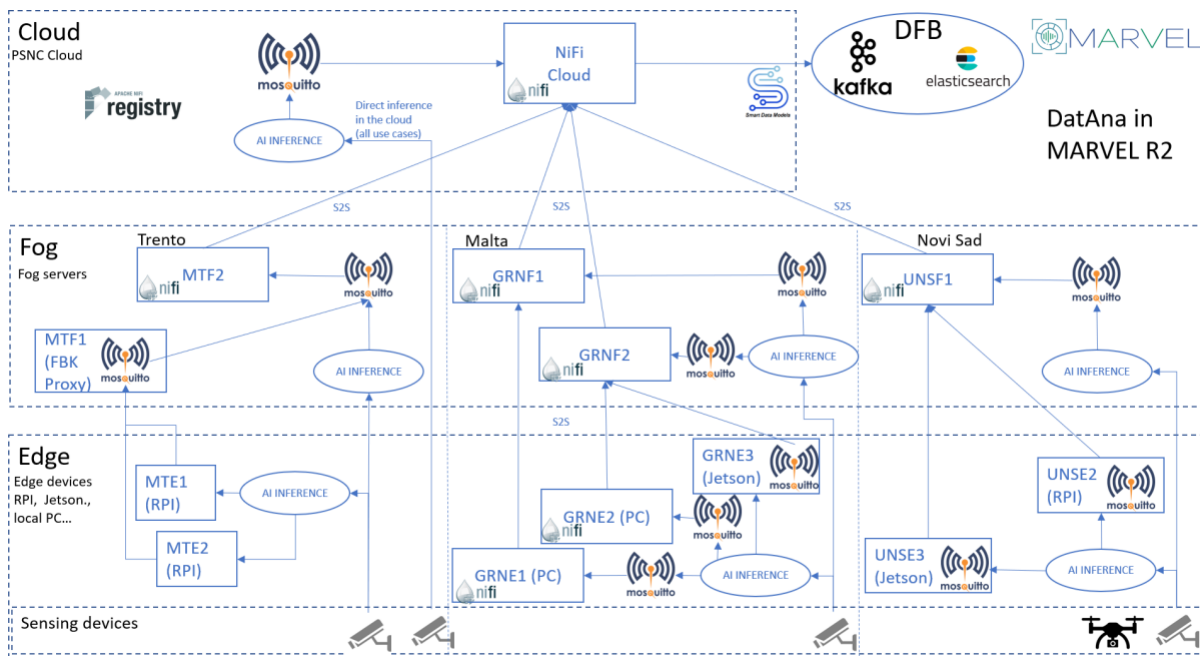 Cloud
PSNC Cloud
APACHE NIFI
registry
mosquitto
Direct inference
in the cloud
(all use cases)
AI INFERENCE
NiFi
Cloud
nifi
Smart Data Models
DFB
kafka
elasticsearch
MARVEL
DatAna in
MARVEL R2
S2S
S2S
S2S
Fog
Fog servers
Trento
MTF2
nifi
mosquitto
MTF1
(FBK
Proxy)
mosquitto
AI INFERENCE
Malta
GRNF1
nifi
mosquitto
GRNF2
nifi
mosquitto
AI INFERENCE
Novi Sad
UNSF1
nifi
mosquitto
AI INFERENCE
S2S
Edge
Edge devices
RPI, Jetson.,
local PC...
MTE1
(RPI)
AI INFERENCE
MTE2
(RPI)
GRNE3
(Jetson)
mosquitto
GRNE2 (PC)
nifi
mosquitto
GRNE1 (PC)
nifi
mosquitto
AI INFERENCE
UNSE2
(RPI)
mosquitto
UNSE3
(Jetson)
mosquitto
AI INFERENCE
Sensing devices